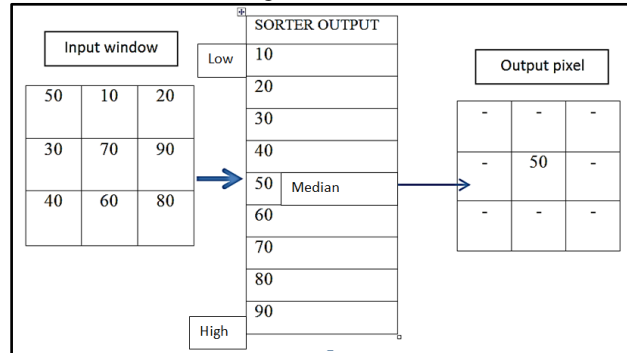 Input window
50 10 20
30 70 90
40 60 80
SORTER OUTPUT
Low
10
20
30
40
50 Median
60
70
80
90
High
Output pixel
- - -
- 50 -
- - -